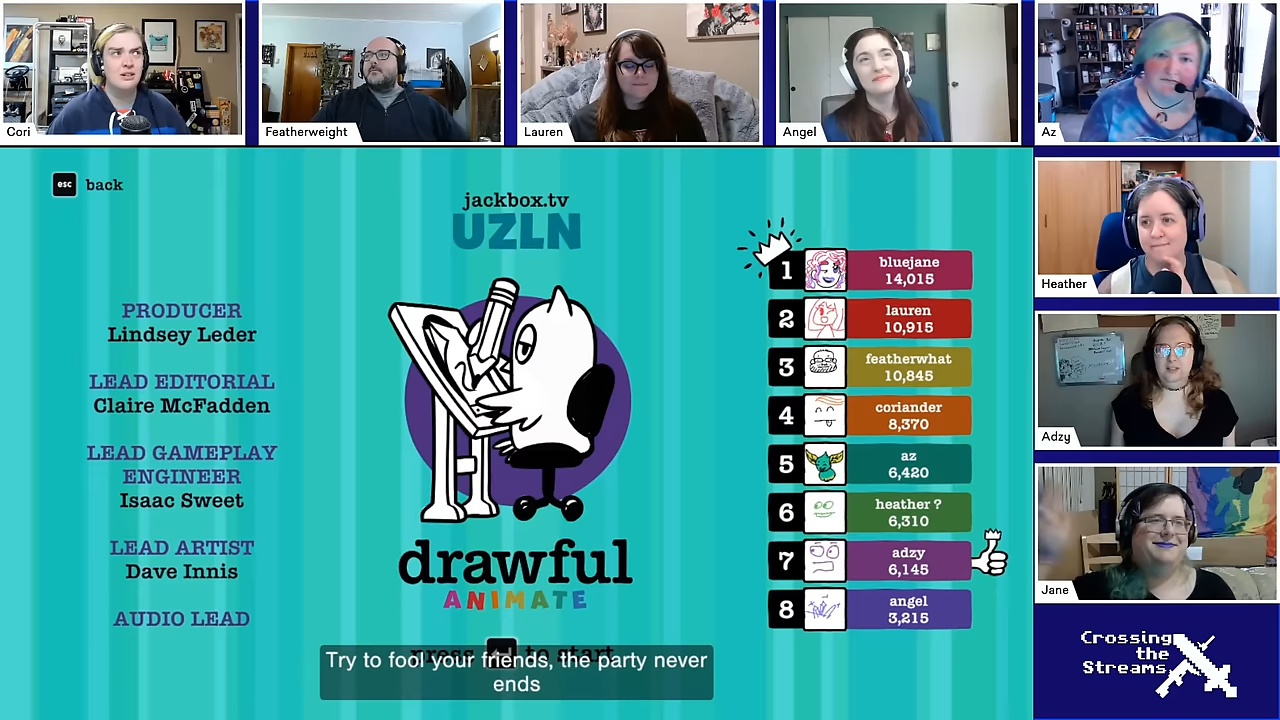 Cori
Featherweight
Lauren
Angel
Az
esc back
jackbox.tv
UZLN
PRODUCER
Lindsey Leder
LEAD EDITORIAL
Claire McFadden
LEAD GAMEPLAY
ENGINEER
Isaac Sweet
LEAD ARTIST
Dave Innis
AUDIO LEAD
drawful
ANIMATE
press to start
Try to fool your friends, the party never
ends
1 bluejane
14,015
2 lauren
10,915
3 featherwhat
10,845
4 coriander
8,370
5 az
6,420
6 heather ?
6,310
7 adzy
6,145
8 angel
3,215
Heather
Adzy
Jane
Crossing
the
Streams